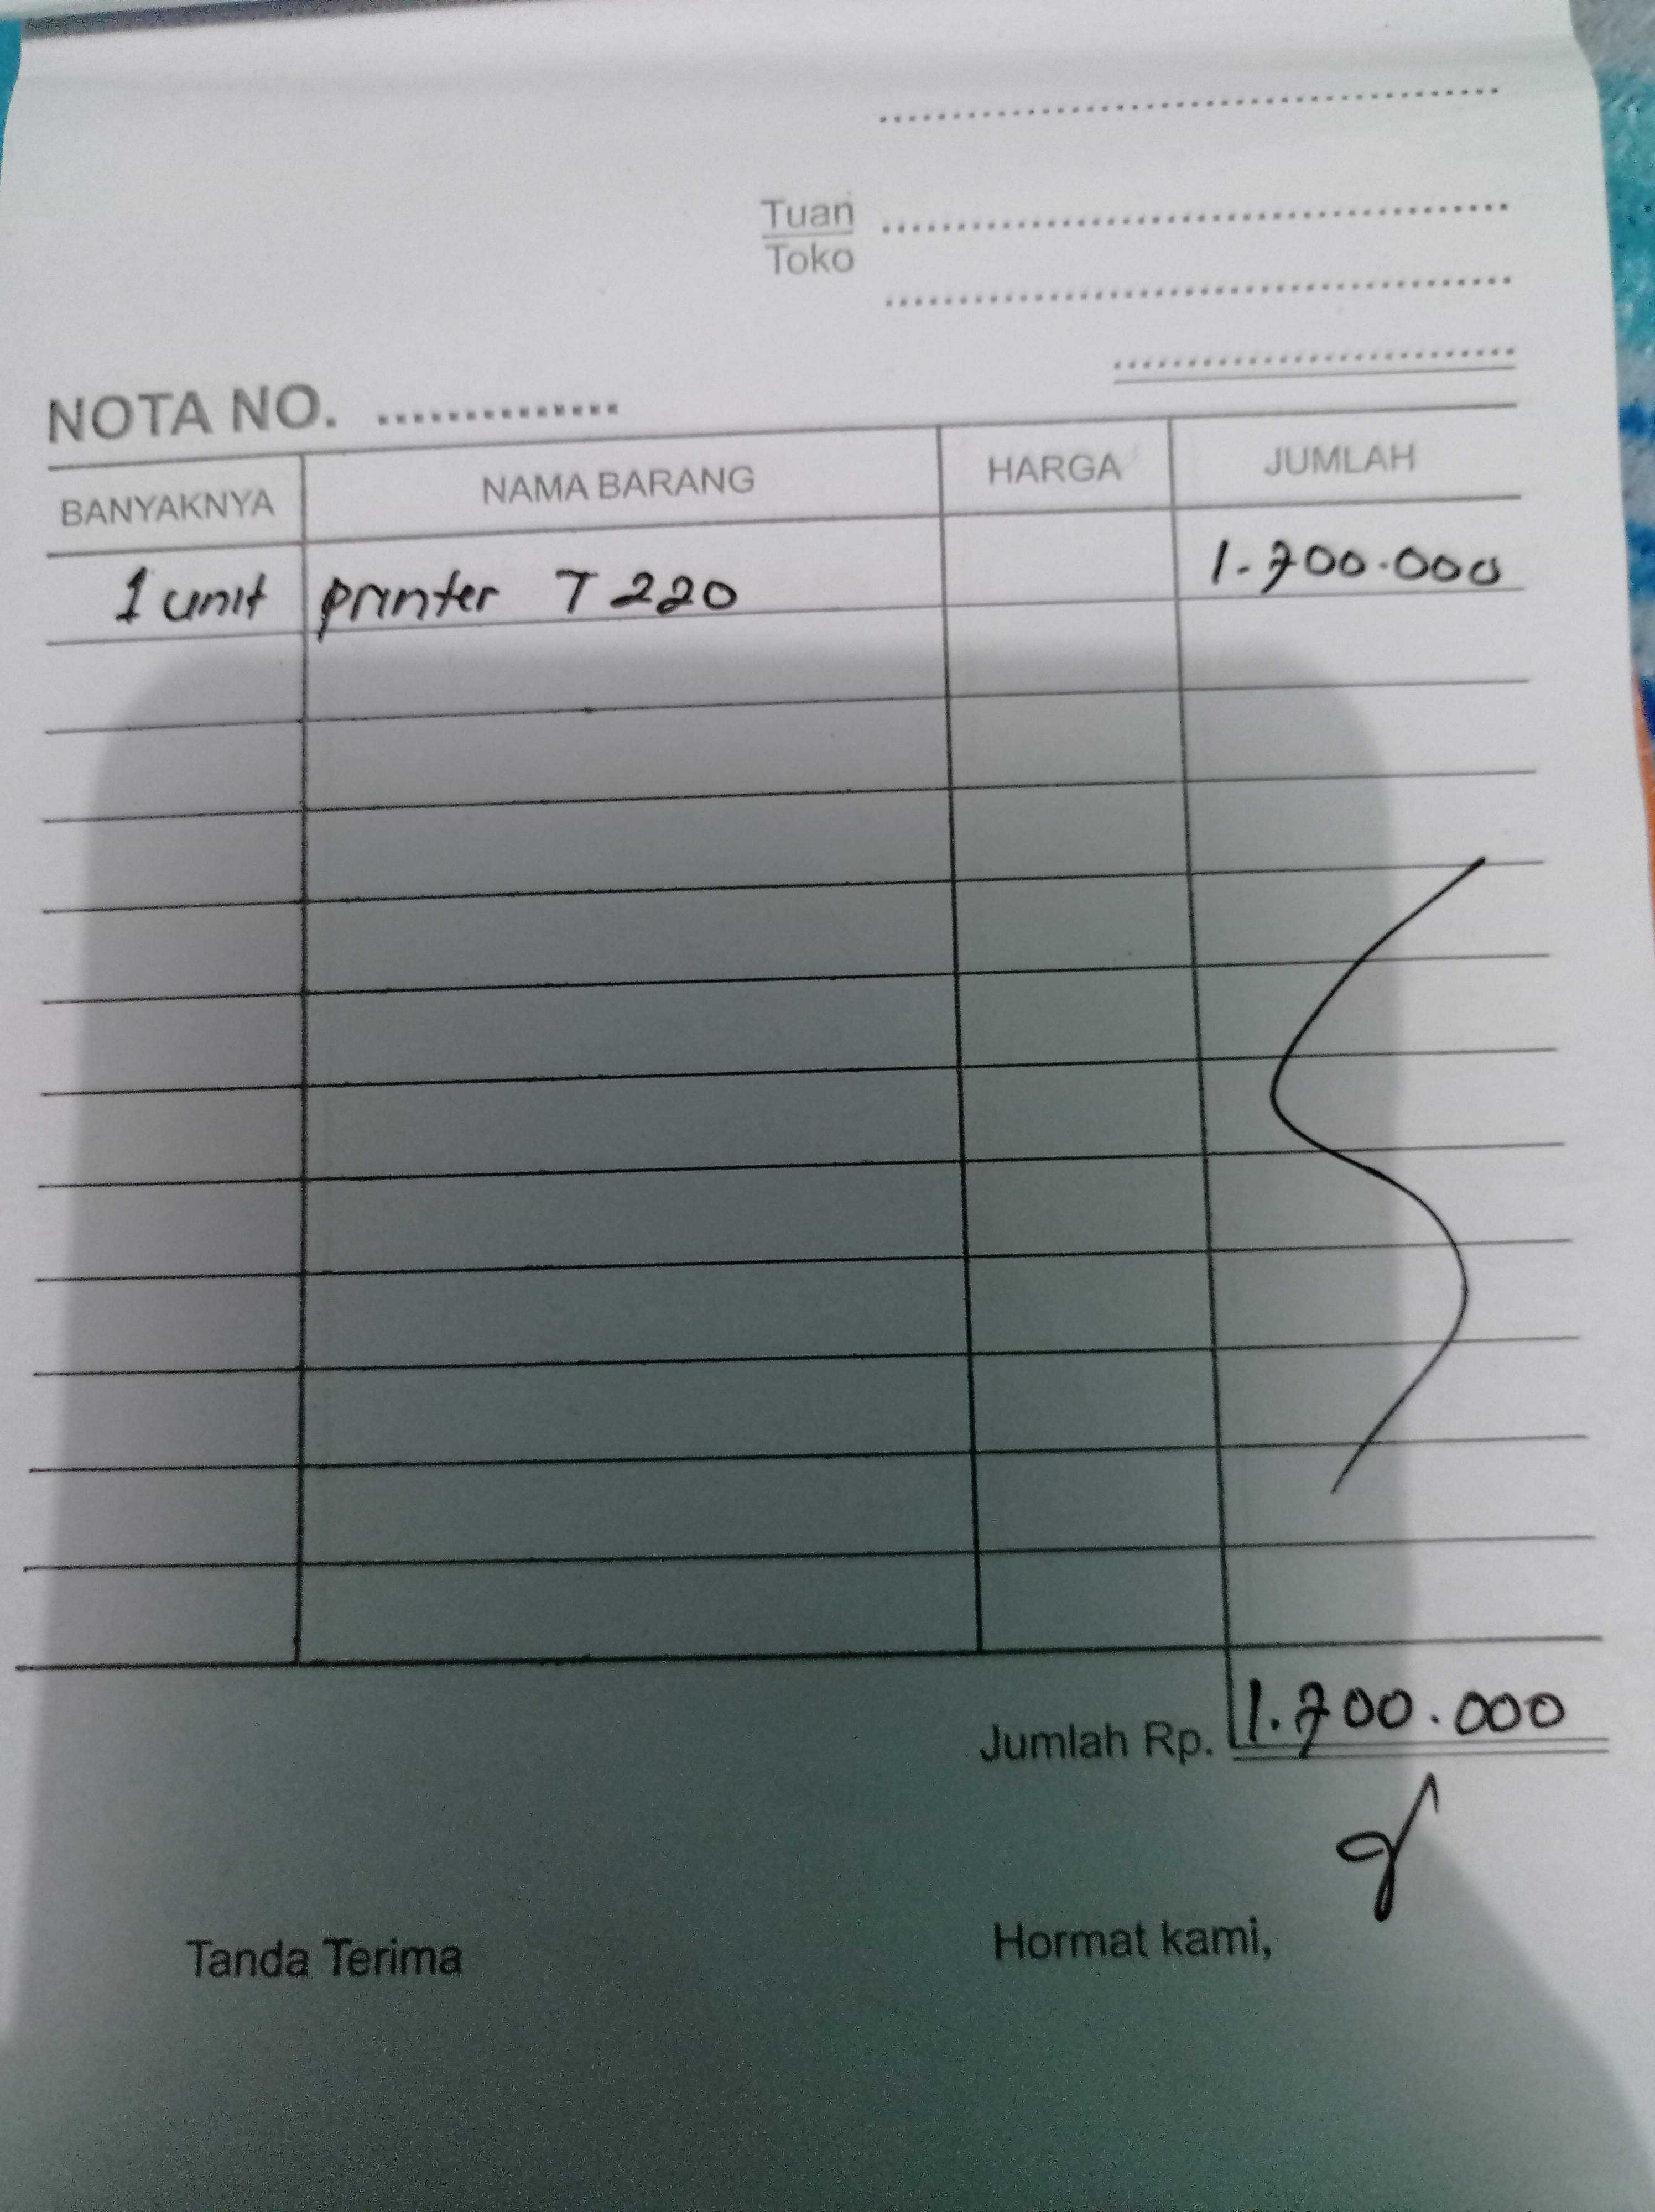 Tuan
Toko
NOTA NO.
BANYAKNYA NAMA BARANG HARGA JUMLAH
1 unit printer T 220 1.700.000
Jumlah Rp. 1.700.000
Tanda Terima Hormat kami,